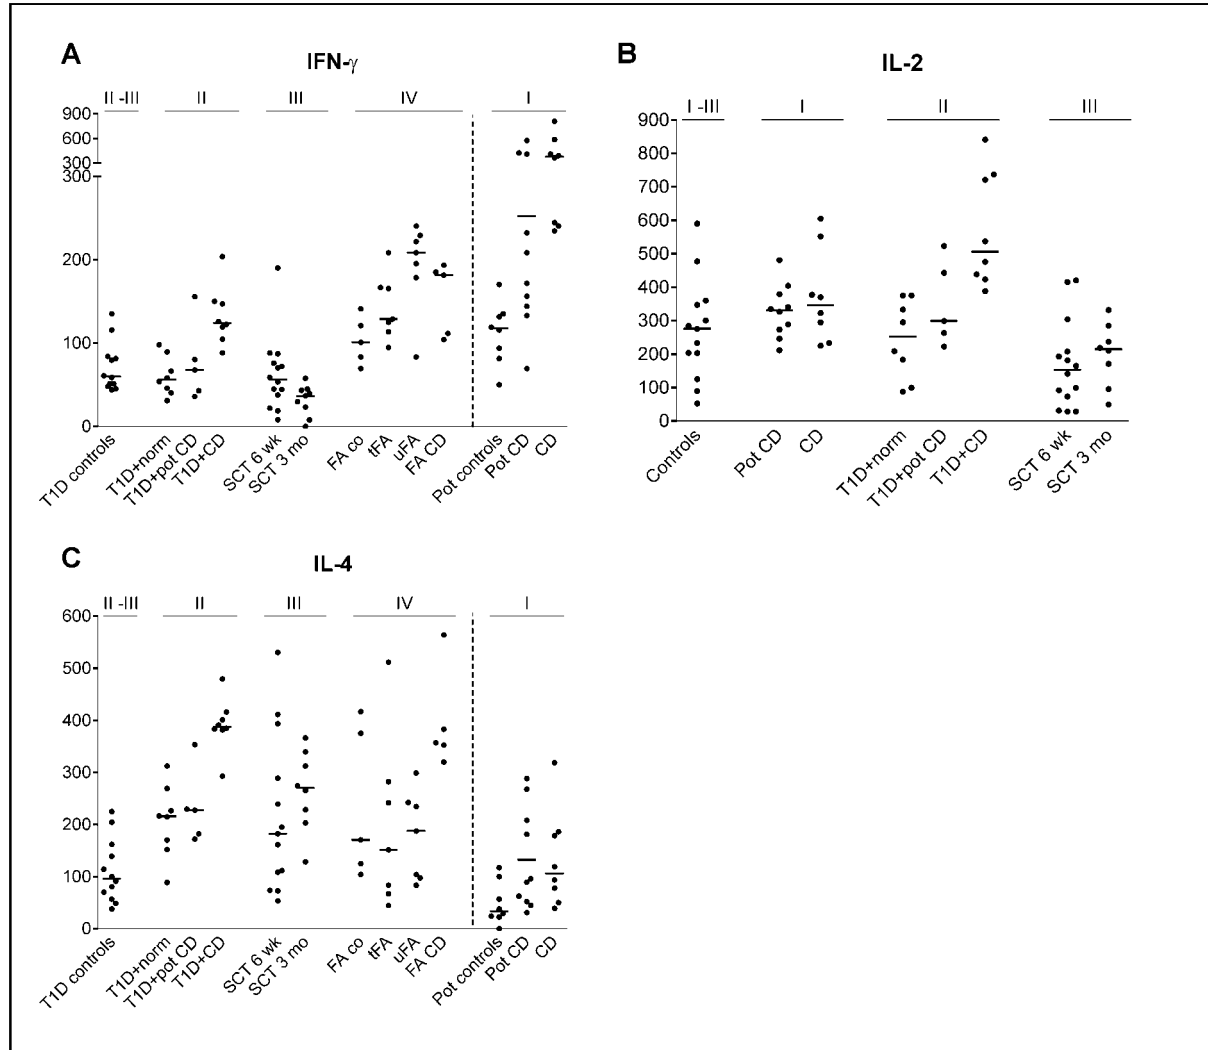 A
IFN-γ
II -III II III IV I
900
600
300
300
200
100
0
T1D controls T1D+norm T1D+pot CD T1D+CD SCT 6 wk SCT 3 mo FA co tFA uFA FA CD Pot controls Pot CD CD
B
IL-2
I -III I II III
900
800
700
600
500
400
300
200
100
0
Controls Pot CD CD T1D+norm T1D+pot CD T1D+CD SCT 6 wk SCT 3 mo
C
IL-4
II -III II III IV I
600
500
400
300
200
100
0
T1D controls T1D+norm T1D+pot CD T1D+CD SCT 6 wk SCT 3 mo FA co tFA uFA FA CD Pot controls Pot CD CD